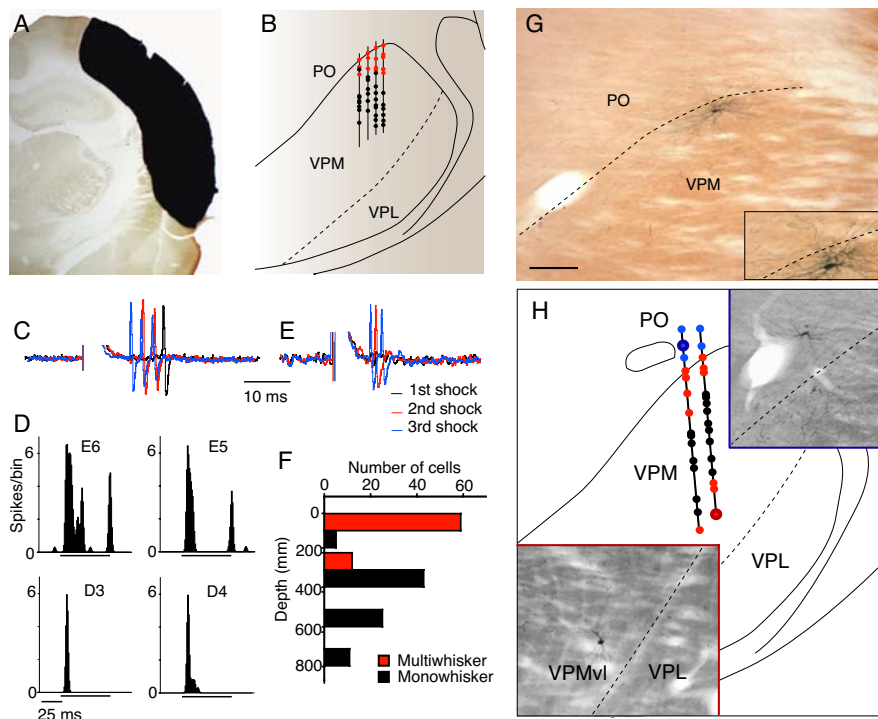 A
B
PO
VPM
VPL
G
PO
VPM
C
E
10 ms
1st shock
2nd shock
3rd shock
D
E6
E5
6
6
Spikes/bin
0
0
D3
D4
6
6
0
0
25 ms
F
Number of cells
0 20 40 60
0
200
400
600
800
Depth (mm)
Multiwhisker
Monowhisker
H
PO
VPM
VPL
VPMvl
VPL